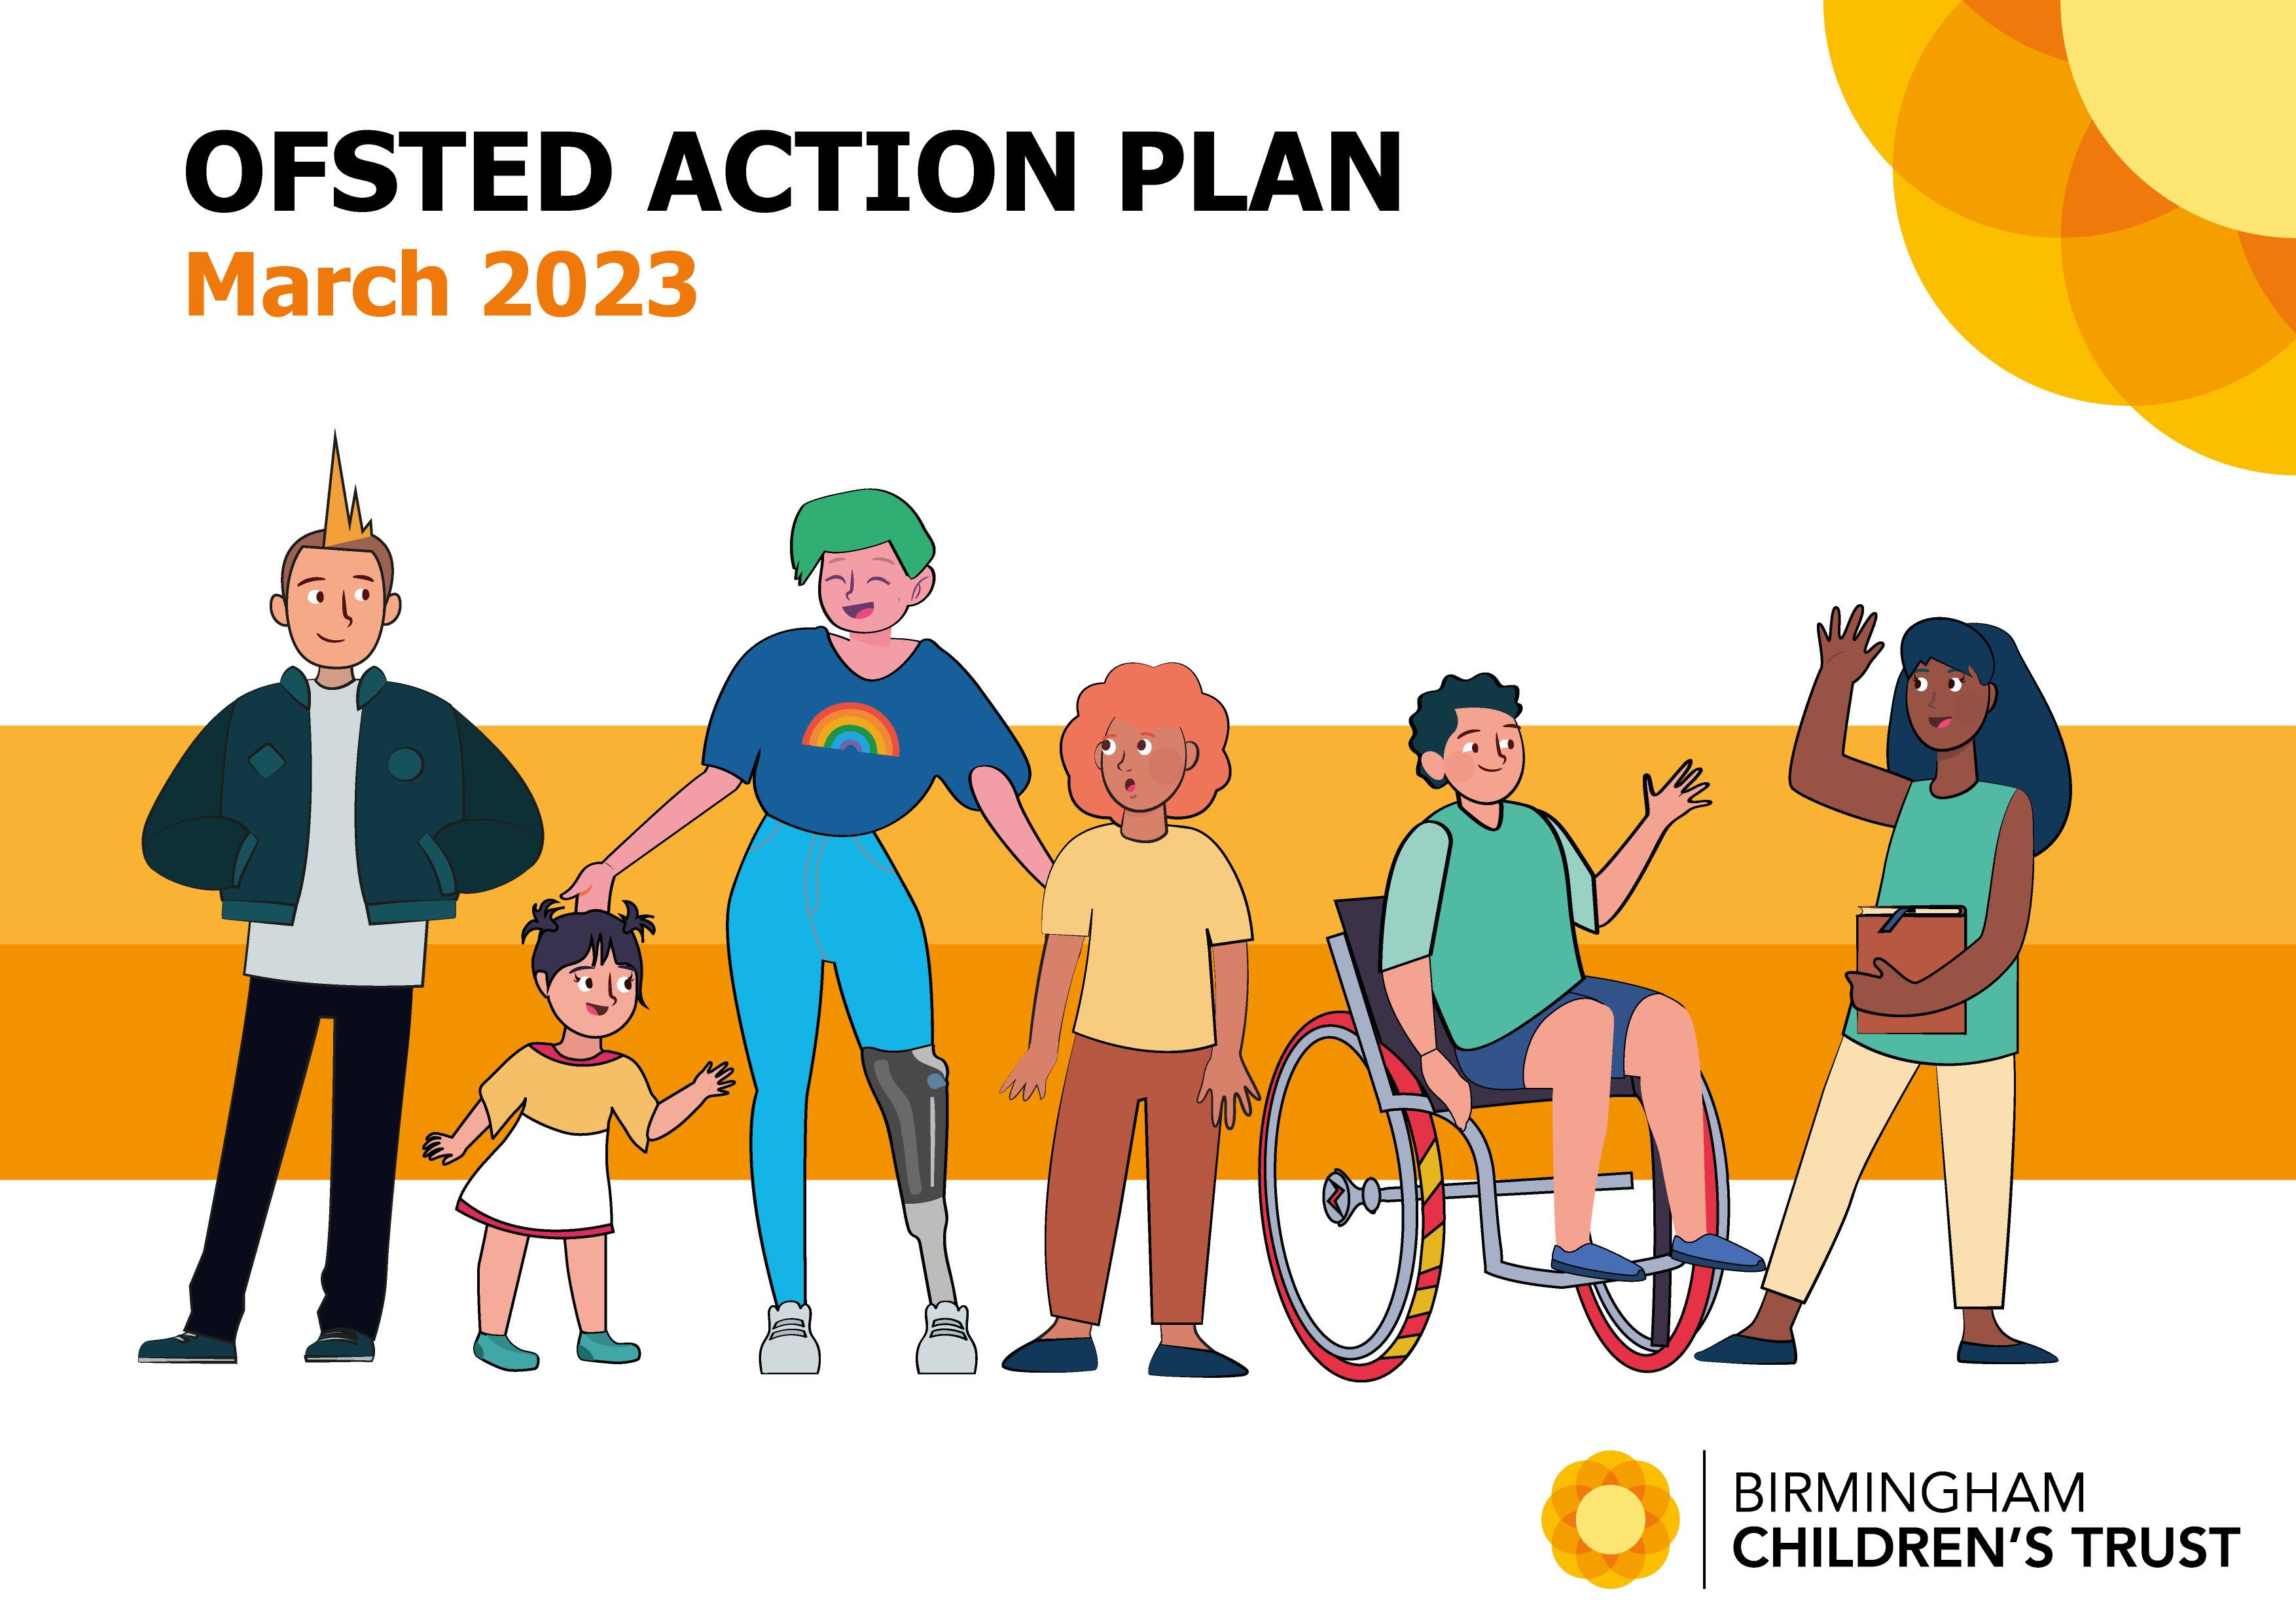 OFSTED ACTION PLAN
March 2023
BIRMINGHAM
CHILDREN'S TRUST